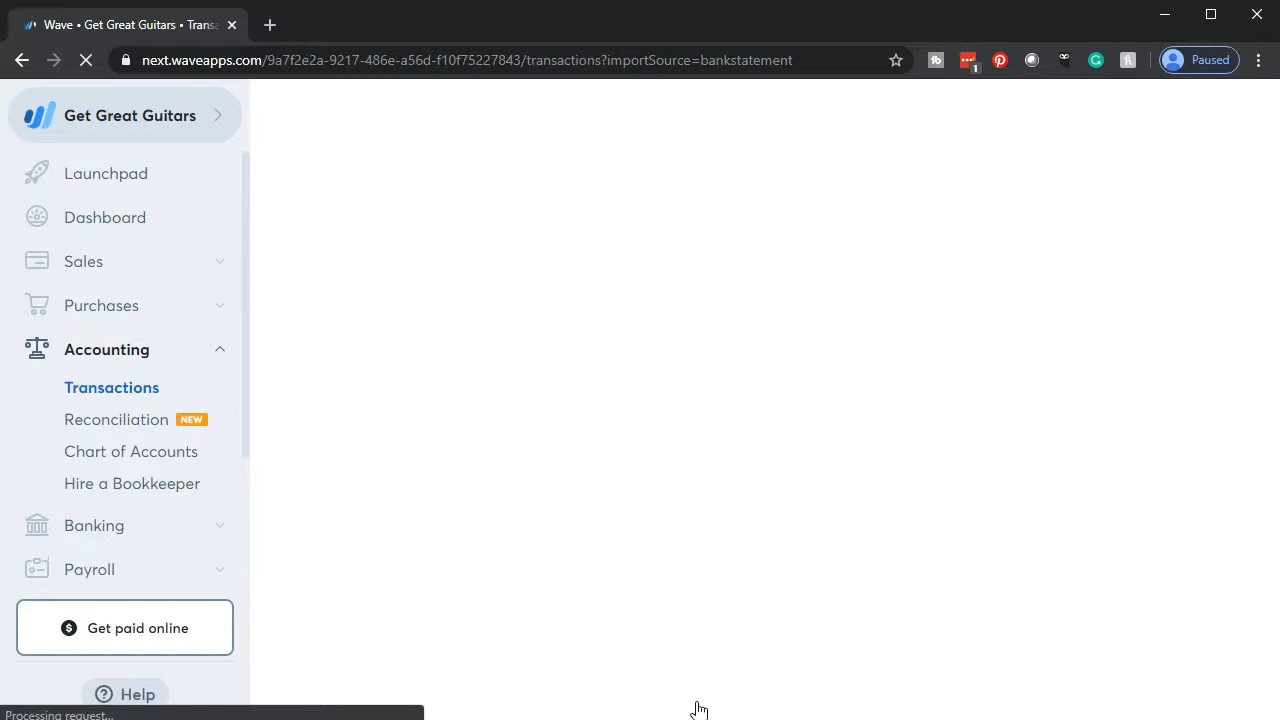 Wave • Get Great Guitars • Trans
next.waveapps.com/9a7f2e2a-9217-486e-a56d-f10f75227843/transactions?importSource=bankstatement
1
Paused
Get Great Guitars
Launchpad
Dashboard
Sales
Purchases
Accounting
Transactions
Reconciliation NEW
Chart of Accounts
Hire a Bookkeeper
Banking
Payroll
$ Get paid online
? Help
Processing request...